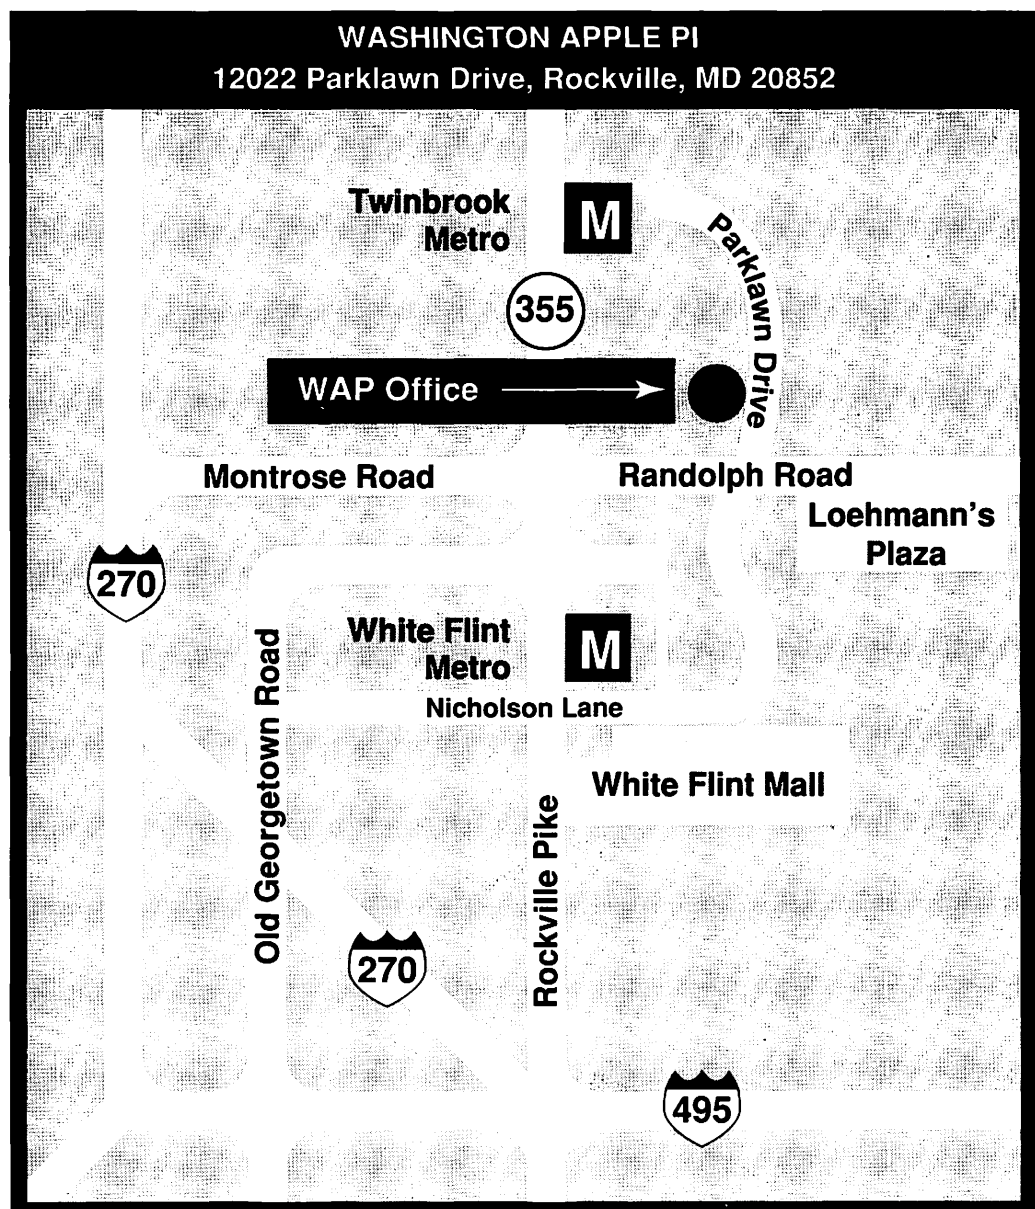 WASHINGTON APPLE PI
12022 Parklawn Drive, Rockville, MD 20852
Twinbrook
Metro
M
Parklawn Drive
355
WAP Office
Montrose Road
Randolph Road
Loehmann's
Plaza
270
White Flint
Metro
M
Old Georgetown Road
Nicholson Lane
White Flint Mall
Rockville Pike
270
495